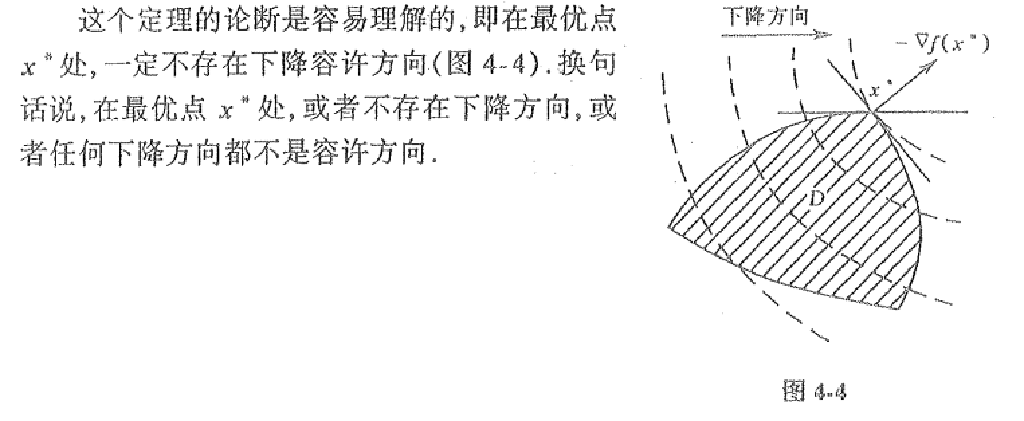 这个定理的论断是容易理解的,即在最优点
x*处,一定不存在下降容许方向(图 4-4).换句
话说,在最优点 x*处,或者不存在下降方向,或
者任何下降方向都不是容许方向.
下降方向
-∇f(x*)
x*
D
图 4-4